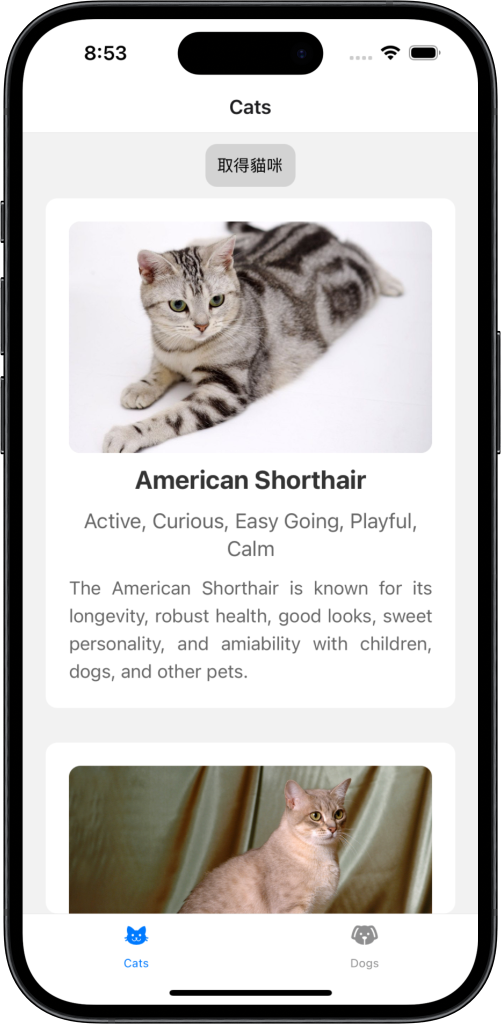 8:53
Cats
取得貓咪
American Shorthair
Active, Curious, Easy Going, Playful,
Calm
The American Shorthair is known for its
longevity, robust health, good looks, sweet
personality, and amiability with children,
dogs, and other pets.
Cats
Dogs